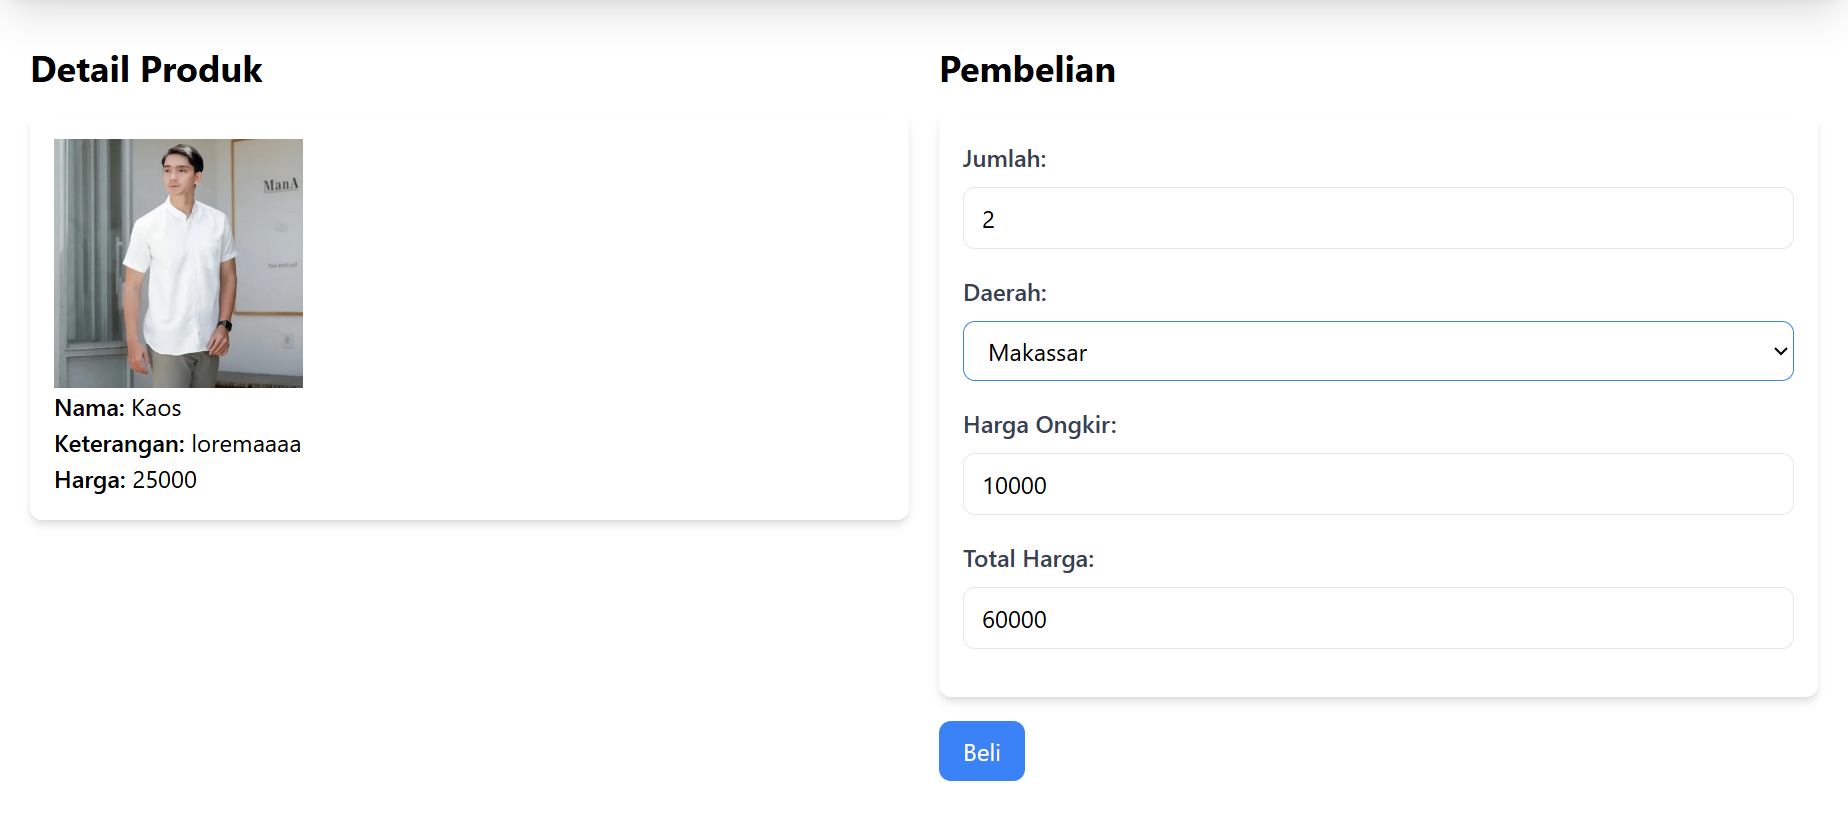 Detail Produk
ManA
Nama: Kaos
Keterangan: loremaaaa
Harga: 25000
Pembelian
Jumlah:
2
Daerah:
Makassar
Harga Ongkir:
10000
Total Harga:
60000
Beli